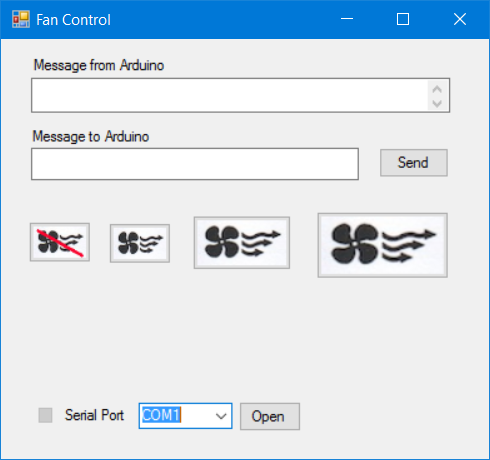 Fan Control
Message from Arduino
Message to Arduino
Send
Serial Port COM1 Open